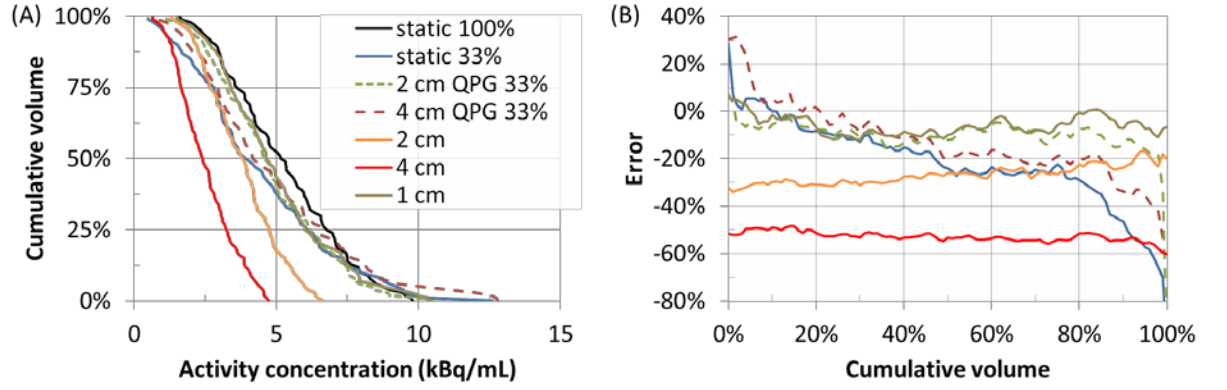 (A)
100%
75%
50%
25%
0%
Cumulative volume
0
5
10
15
Activity concentration (kBq/mL)
static 100%
static 33%
2 cm QPG 33%
4 cm QPG 33%
2 cm
4 cm
1 cm
(B)
40%
20%
0%
-20%
-40%
-60%
-80%
Error
0%
20%
40%
60%
80%
100%
Cumulative volume